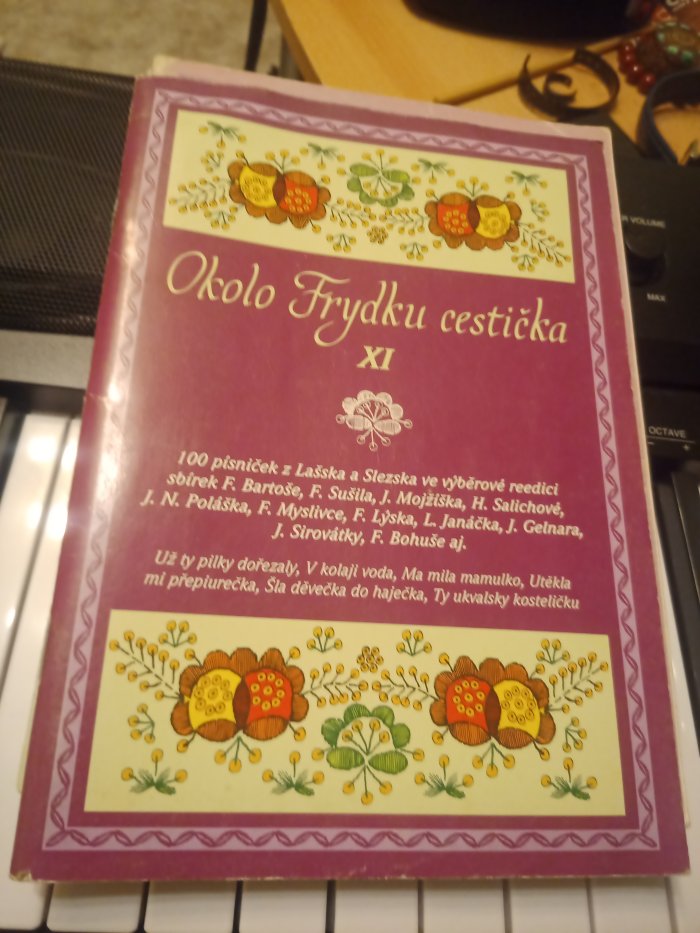 Okolo Frydku cestička
XI
100 písniček z Lašska a Slezska ve výběrové reedici
sbírek F. Bartoše, F. Sušila, J. Mojžíška, H. Salichové,
J. N. Poláška, F. Myslivce, F. Lýska, L. Janáčka, J. Gelnara,
J. Sirovátky, F. Bohuše aj.
Už ty pilky dořezaly, V kolaji voda, Ma mila mamulko, Utěkla
mi přepiurečka, Šla děvečka do haječka, Ty ukvalsky kosteličku
VOLUME
MAX
OCTAVE
- +